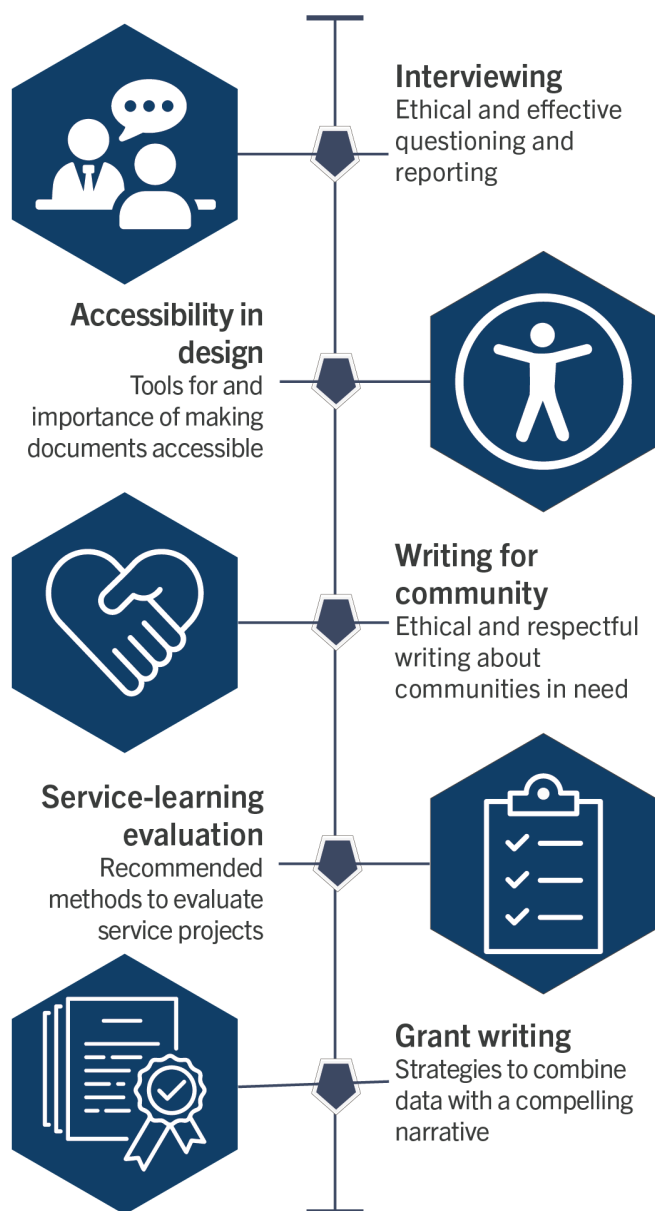 Interviewing
Ethical and effective
questioning and
reporting
Accessibility in
design
Tools for and
importance of making
documents accessible
Writing for
community
Ethical and respectful
writing about
communities in need
Service-learning
evaluation
Recommended
methods to evaluate
service projects
Grant writing
Strategies to combine
data with a compelling
narrative